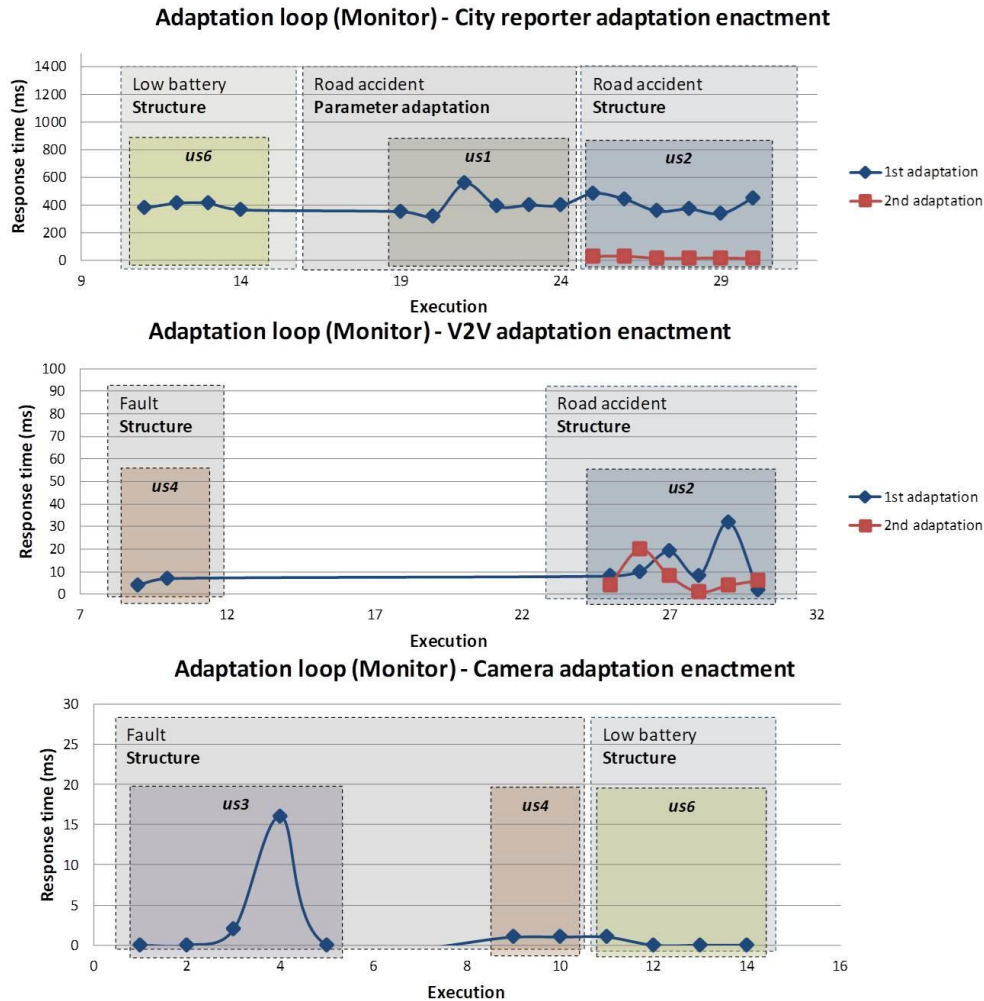 Adaptation loop (Monitor) - City reporter adaptation enactment
Response time (ms)
1400
1200
1000
800
600
400
200
0
Low battery
Structure
us6
Road accident
Parameter adaptation
us1
Road accident
Structure
us2
1st adaptation
2nd adaptation
9 14 19 24 29
Execution
Adaptation loop (Monitor) - V2V adaptation enactment
Response time (ms)
100
90
80
70
60
50
40
30
20
10
0
Fault
Structure
us4
Road accident
Structure
us2
1st adaptation
2nd adaptation
7 12 17 22 27 32
Execution
Adaptation loop (Monitor) - Camera adaptation enactment
Response time (ms)
30
25
20
15
10
5
0
Fault
Structure
us3
us4
Low battery
Structure
us6
0 2 4 6 8 10 12 14 16
Execution